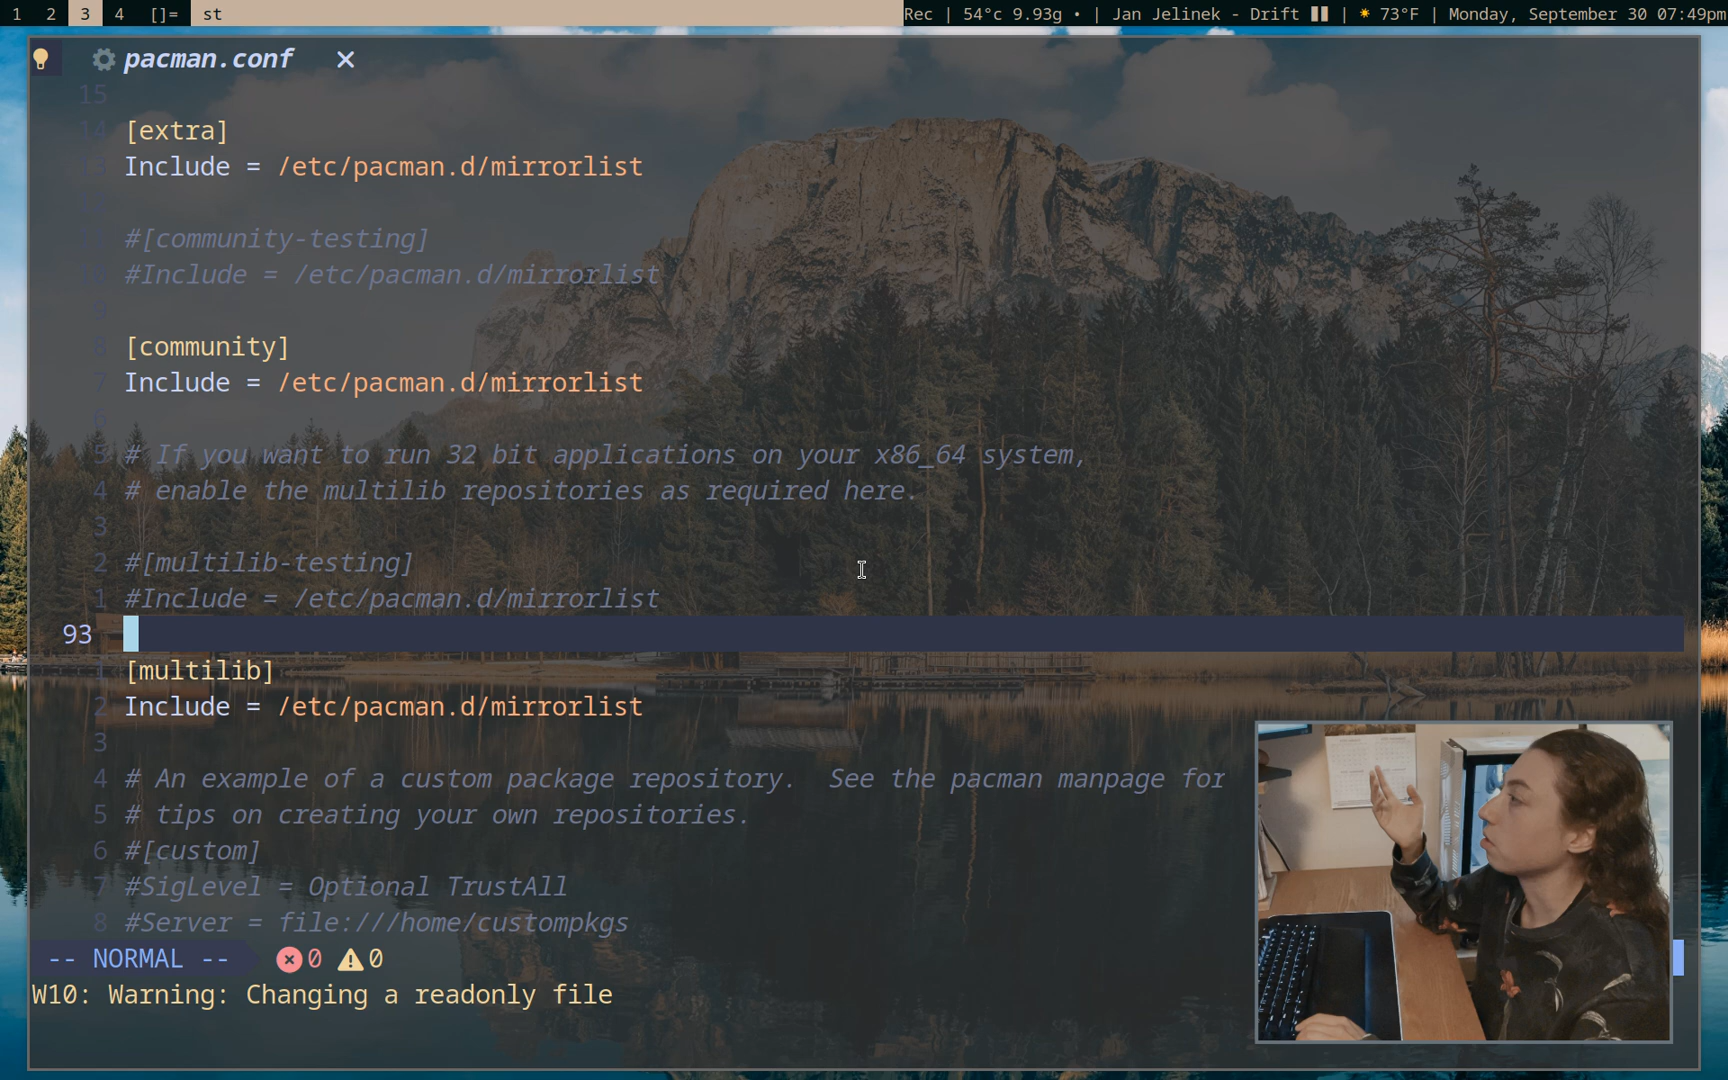 1 2 3 4 []= st Rec | 54°c 9.93g • | Jan Jelinek - Drift | 73°F | Monday, September 30 07:49pm
pacman.conf ✕
15
14 [extra]
13 Include = /etc/pacman.d/mirrorlist
#[community-testing]
10 #Include = /etc/pacman.d/mirrorlist
9
8 [community]
7 Include = /etc/pacman.d/mirrorlist
6
5 # If you want to run 32 bit applications on your x86_64 system,
4 # enable the multilib repositories as required here.
3
2 #[multilib-testing]
1 #Include = /etc/pacman.d/mirrorlist
93
1 [multilib]
2 Include = /etc/pacman.d/mirrorlist
3
4 # An example of a custom package repository.  See the pacman manpage for
5 # tips on creating your own repositories.
6 #[custom]
7 #SigLevel = Optional TrustAll
8 #Server = file:///home/custompkgs
-- NORMAL -- 0 0
W10: Warning: Changing a readonly file